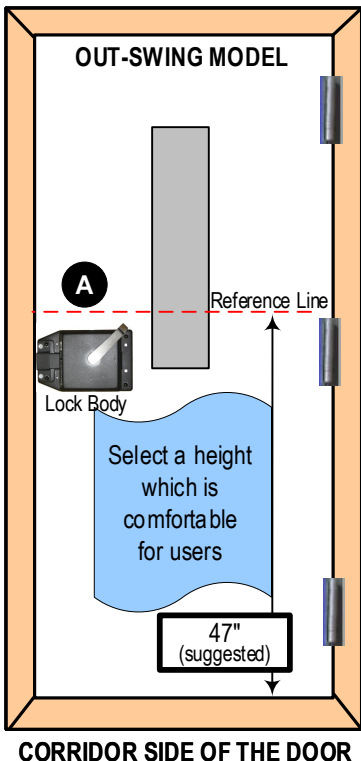 OUT-SWING MODEL
A
Reference Line
Lock Body
Select a height
which is
comfortable
for users
47"
(suggested)
CORRIDOR SIDE OF THE DOOR